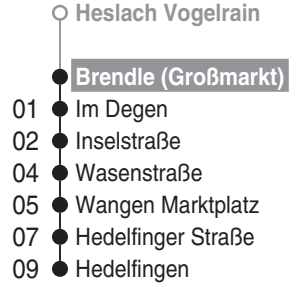 Heslach Vogelrain
Brendle (Großmarkt)
01 Im Degen
02 Inselstraße
04 Wasenstraße
05 Wangen Marktplatz
07 Hedelfinger Straße
09 Hedelfingen